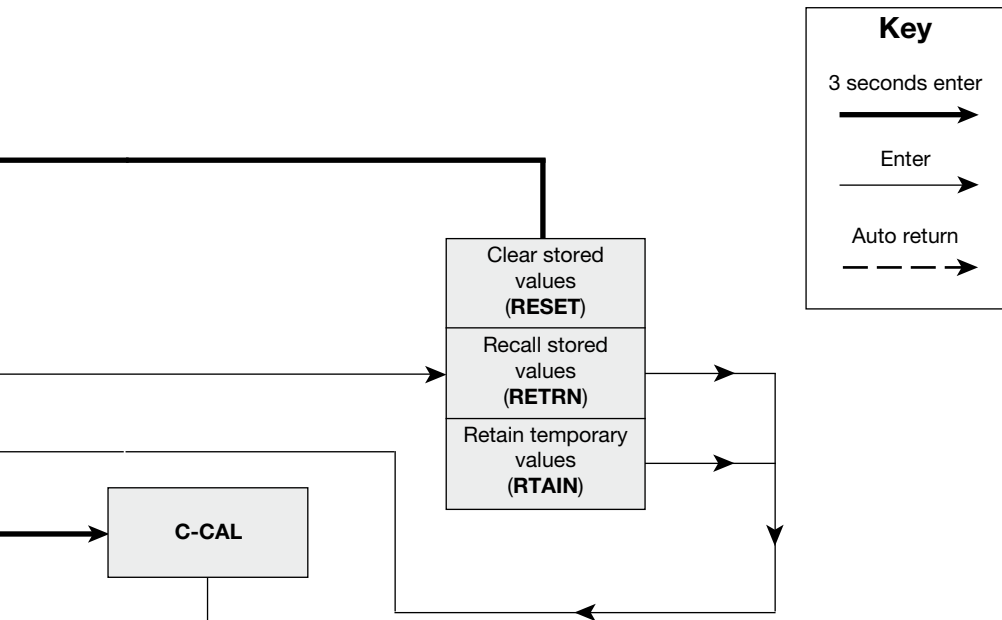 Key
3 seconds enter
Enter
Auto return
Clear stored
values
(RESET)
Recall stored
values
(RETRN)
Retain temporary
values
(RTAIN)
C-CAL